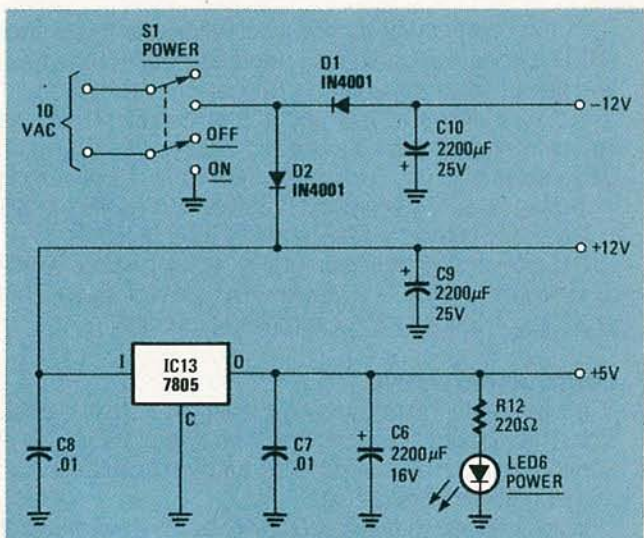 S1
POWER
10
VAC
OFF
ON
D1
IN4001
−12V
C10
2200µF
25V
+
D2
IN4001
+12V
+
C9
2200µF
25V
I
IC13
7805
O
C
+5V
C8
.01
C7
.01
+
C6
2200µF
16V
R12
220Ω
LED6
POWER